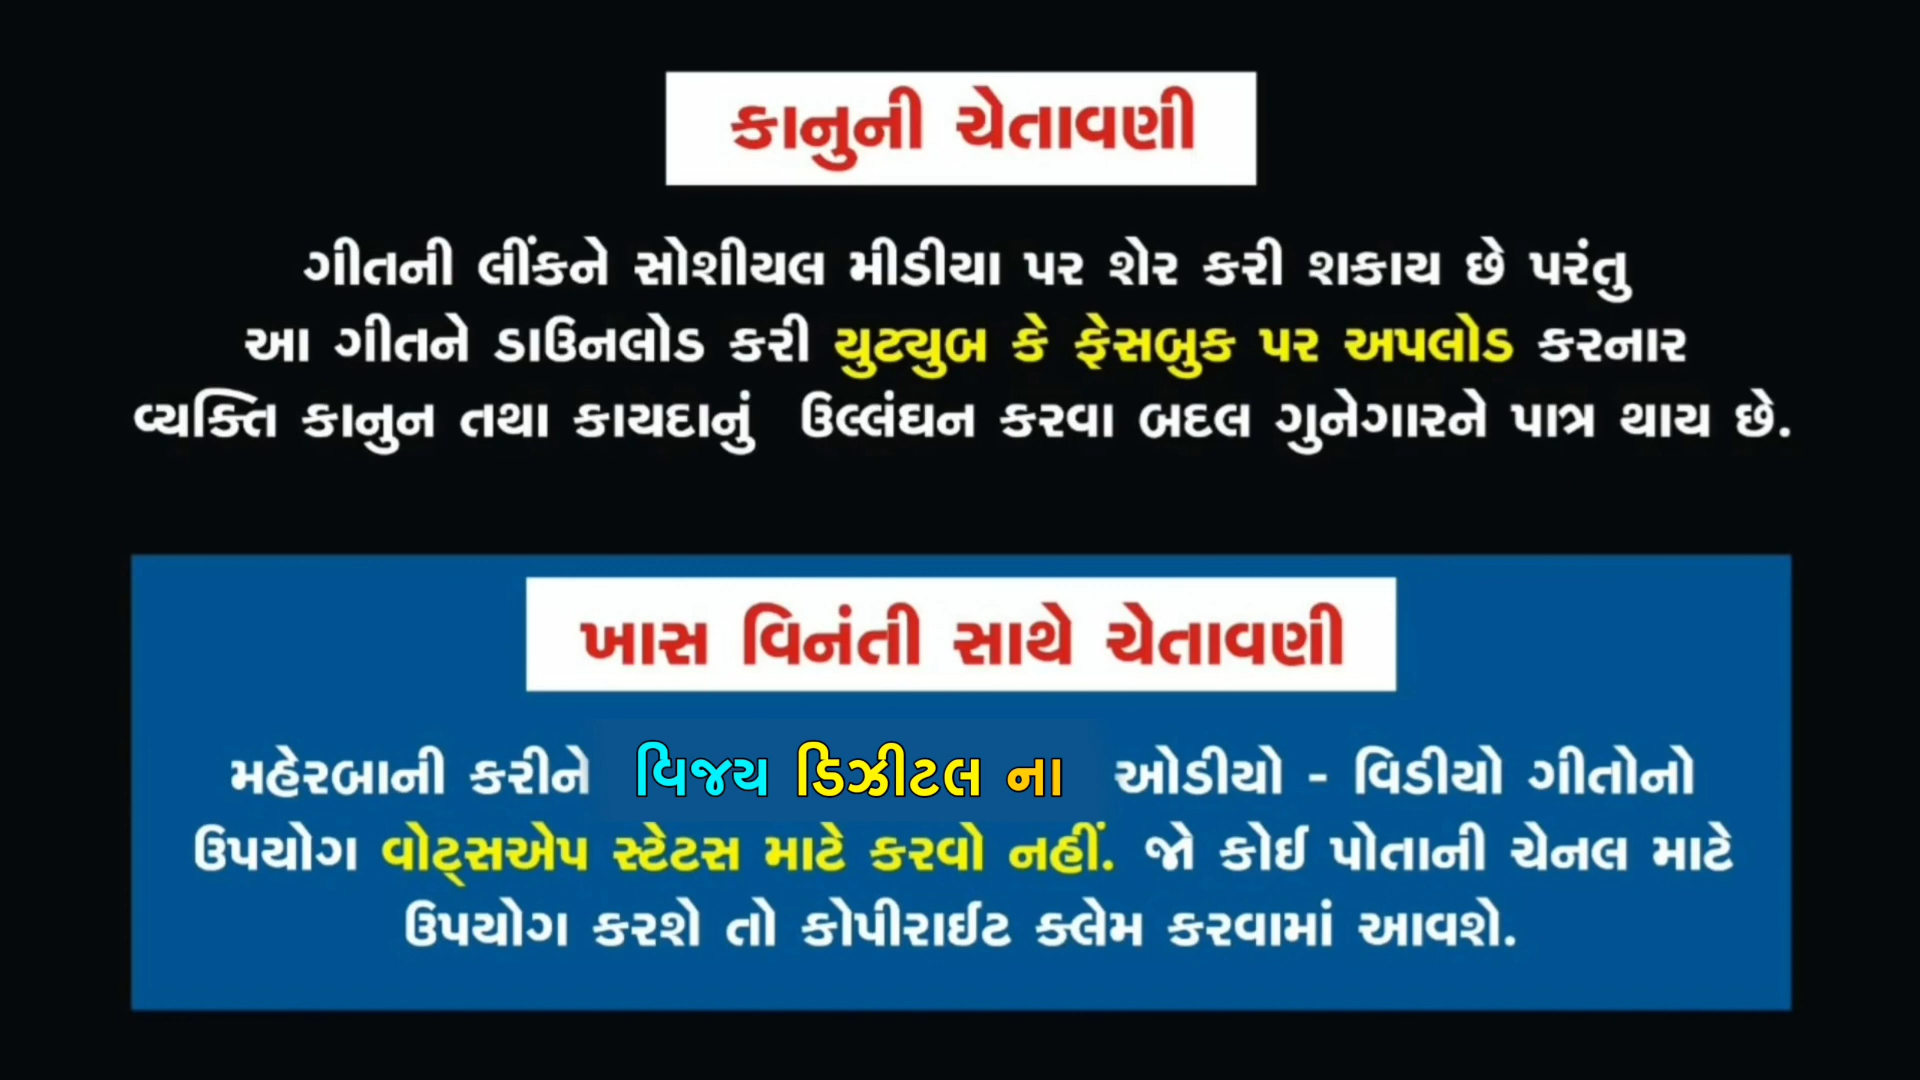 કાનુની ચેતાવણી
ગીતની લીંકને સોશીયલ મીડીયા પર શેર કરી શકાય છે પરંતુ
આ ગીતને ડાઉનલોડ કરી યુટ્યુબ કે ફેસબુક પર અપલોડ કરનાર
વ્યક્તિ કાનુન તથા કાયદાનું ઉલ્લંઘન કરવા બદલ ગુનેગારને પાત્ર થાય છે.
ખાસ વિનંતી સાથે ચેતાવણી
મહેરબાની કરીને વિજય ડિઝીટલ ના ઓડીયો - વિડીયો ગીતોનો
ઉપયોગ વોટ્સએપ સ્ટેટસ માટે કરવો નહીં. જો કોઈ પોતાની ચેનલ માટે
ઉપયોગ કરશે તો કોપીરાઈટ ક્લેમ કરવામાં આવશે.